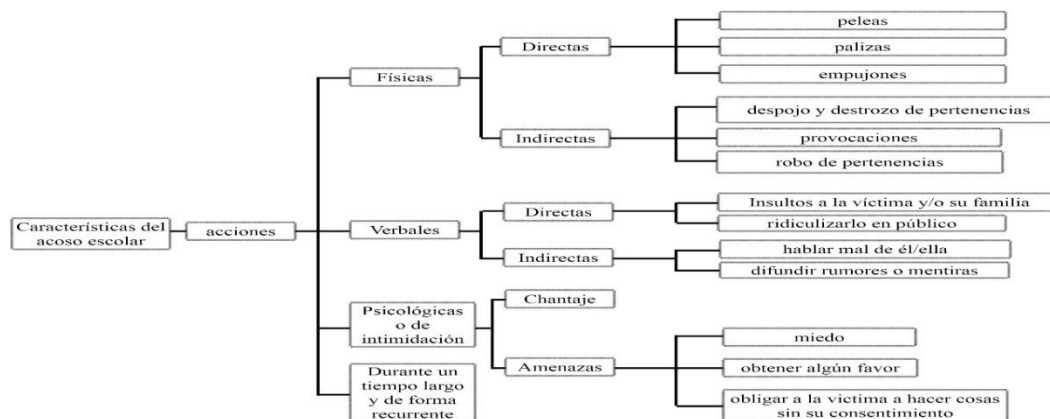 Características del
acoso escolar
acciones
Físicas
Directas
peleas
palizas
empujones
Indirectas
despojo y destrozo de pertenencias
provocaciones
robo de pertenencias
Verbales
Directas
Insultos a la víctima y/o su familia
ridiculizarlo en público
Indirectas
hablar mal de él/ella
difundir rumores o mentiras
Psicológicas
o de
intimidación
Chantaje
Amenazas
miedo
obtener algún favor
obligar a la victima a hacer cosas
sin su consentimiento
Durante un
tiempo largo
y de forma
recurrente